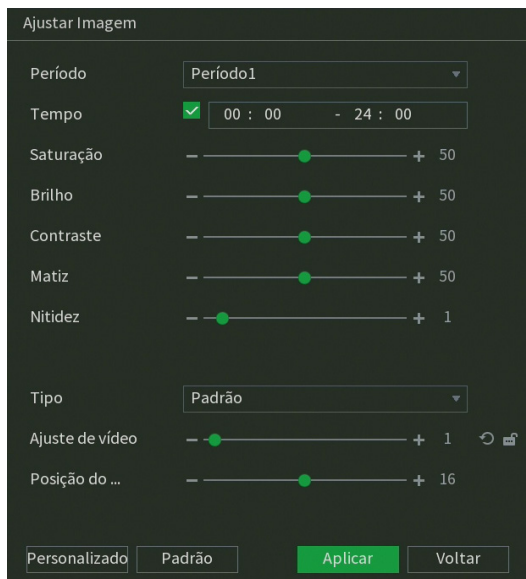 Ajustar Imagem
Período Período1
Tempo 00 : 00 - 24 : 00
Saturação 50
Brilho 50
Contraste 50
Matiz 50
Nitidez 1
Tipo Padrão
Ajuste de vídeo 1
Posição do ... 16
Personalizado Padrão Aplicar Voltar